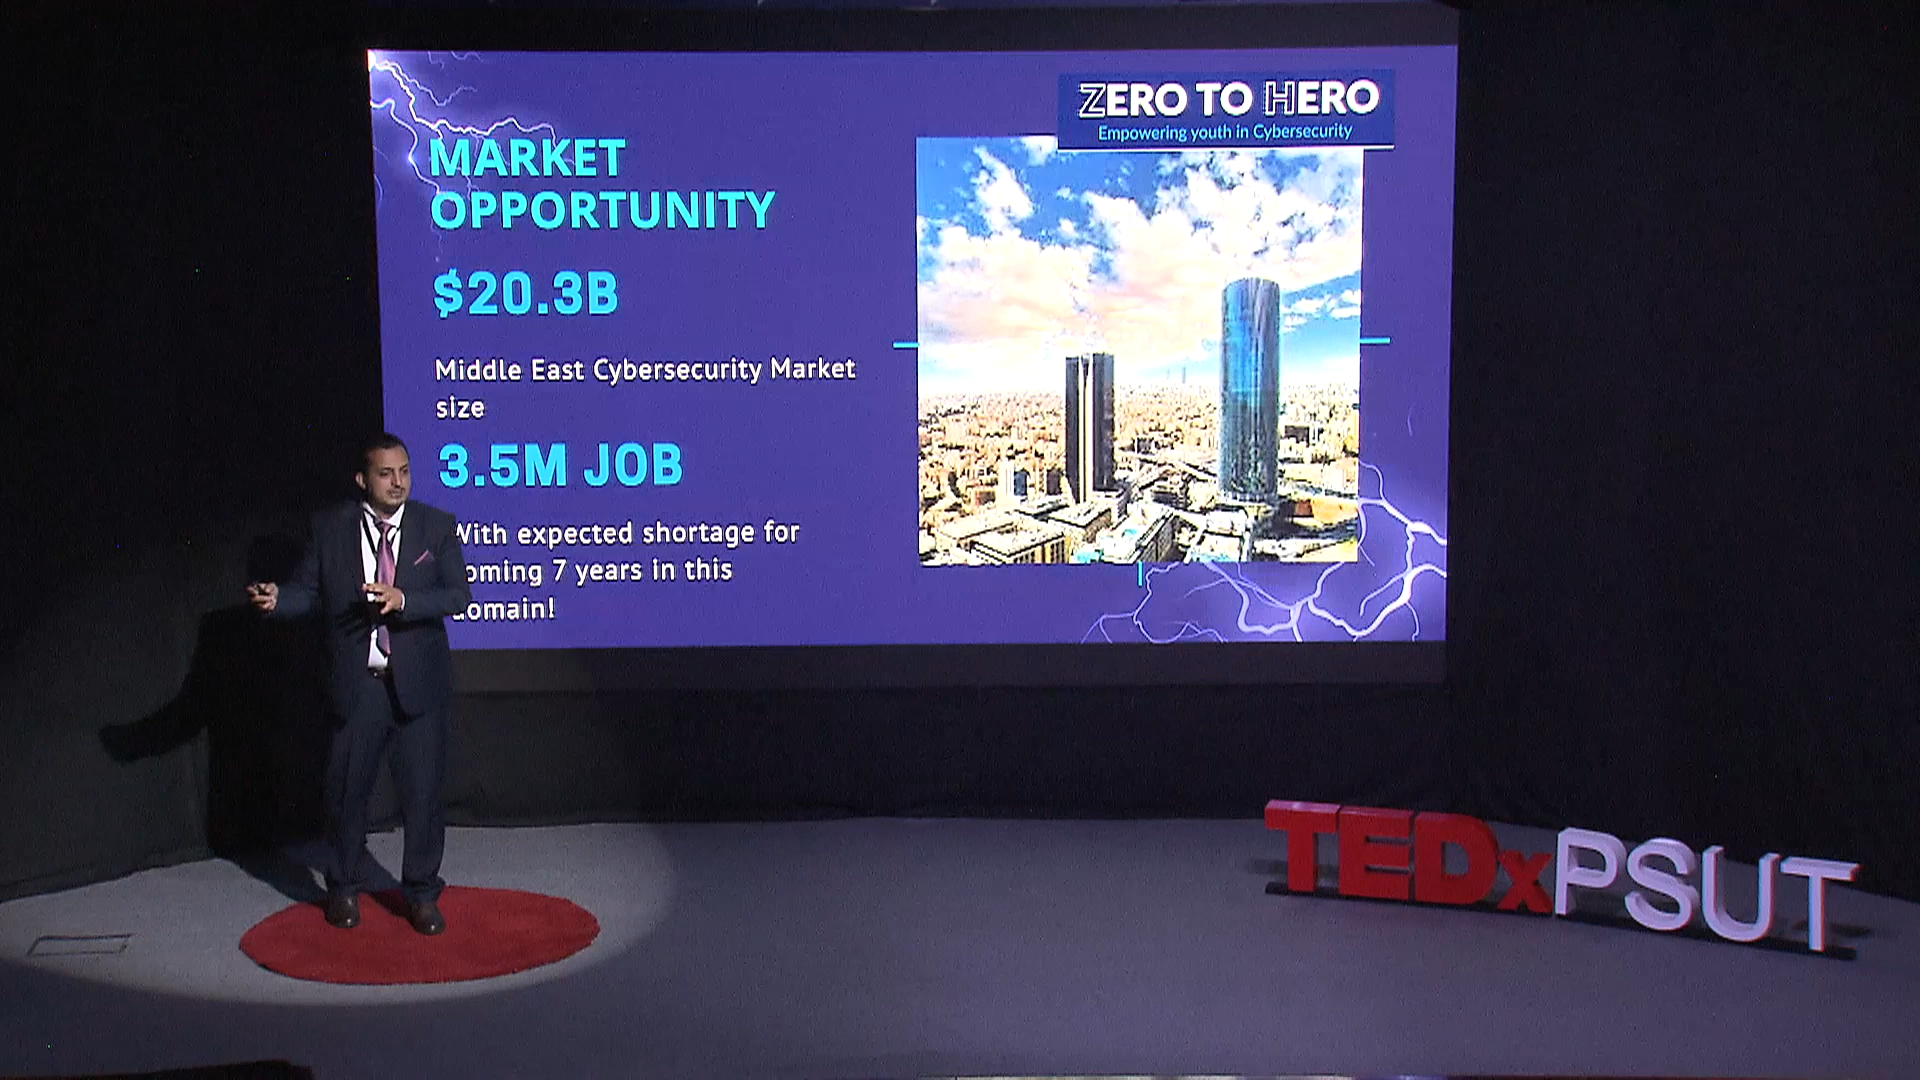 ZERO TO HERO
Empowering youth in Cybersecurity
MARKET
OPPORTUNITY
$20.3B
Middle East Cybersecurity Market
size
3.5M JOB
With expected shortage for
oming 7 years in this
omain!
TEDxPSUT